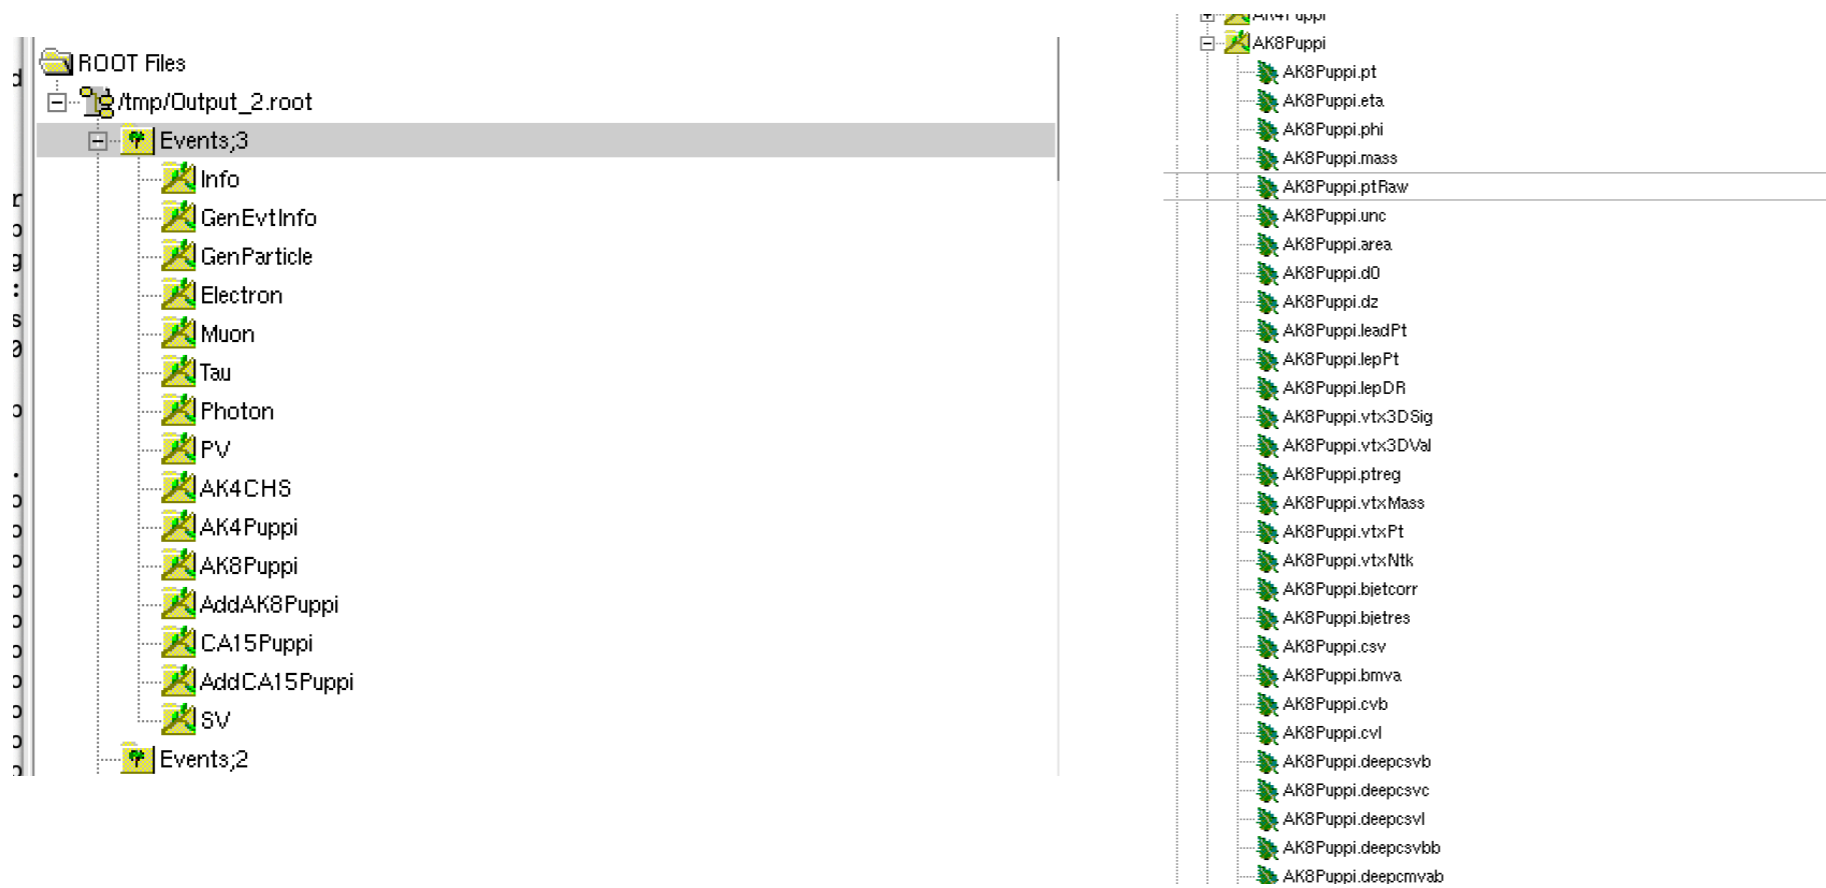 ROOT Files
/tmp/Output_2.root
Events;3
Info
GenEvtInfo
GenParticle
Electron
Muon
Tau
Photon
PV
AK4CHS
AK4Puppi
AK8Puppi
AddAK8Puppi
CA15Puppi
AddCA15Puppi
SV
Events;2
AK4Puppi
AK8Puppi
AK8Puppi.pt
AK8Puppi.eta
AK8Puppi.phi
AK8Puppi.mass
AK8Puppi.ptRaw
AK8Puppi.unc
AK8Puppi.area
AK8Puppi.d0
AK8Puppi.dz
AK8Puppi.leadPt
AK8Puppi.lepPt
AK8Puppi.lepDR
AK8Puppi.vtx3DSig
AK8Puppi.vtx3DVal
AK8Puppi.ptreg
AK8Puppi.vtxMass
AK8Puppi.vtxPt
AK8Puppi.vtxNtk
AK8Puppi.bjetcorr
AK8Puppi.bjetres
AK8Puppi.csv
AK8Puppi.bmva
AK8Puppi.cvb
AK8Puppi.cvl
AK8Puppi.deepcsvb
AK8Puppi.deepcsvc
AK8Puppi.deepcsvl
AK8Puppi.deepcsvbb
AK8Puppi.deepcmvab